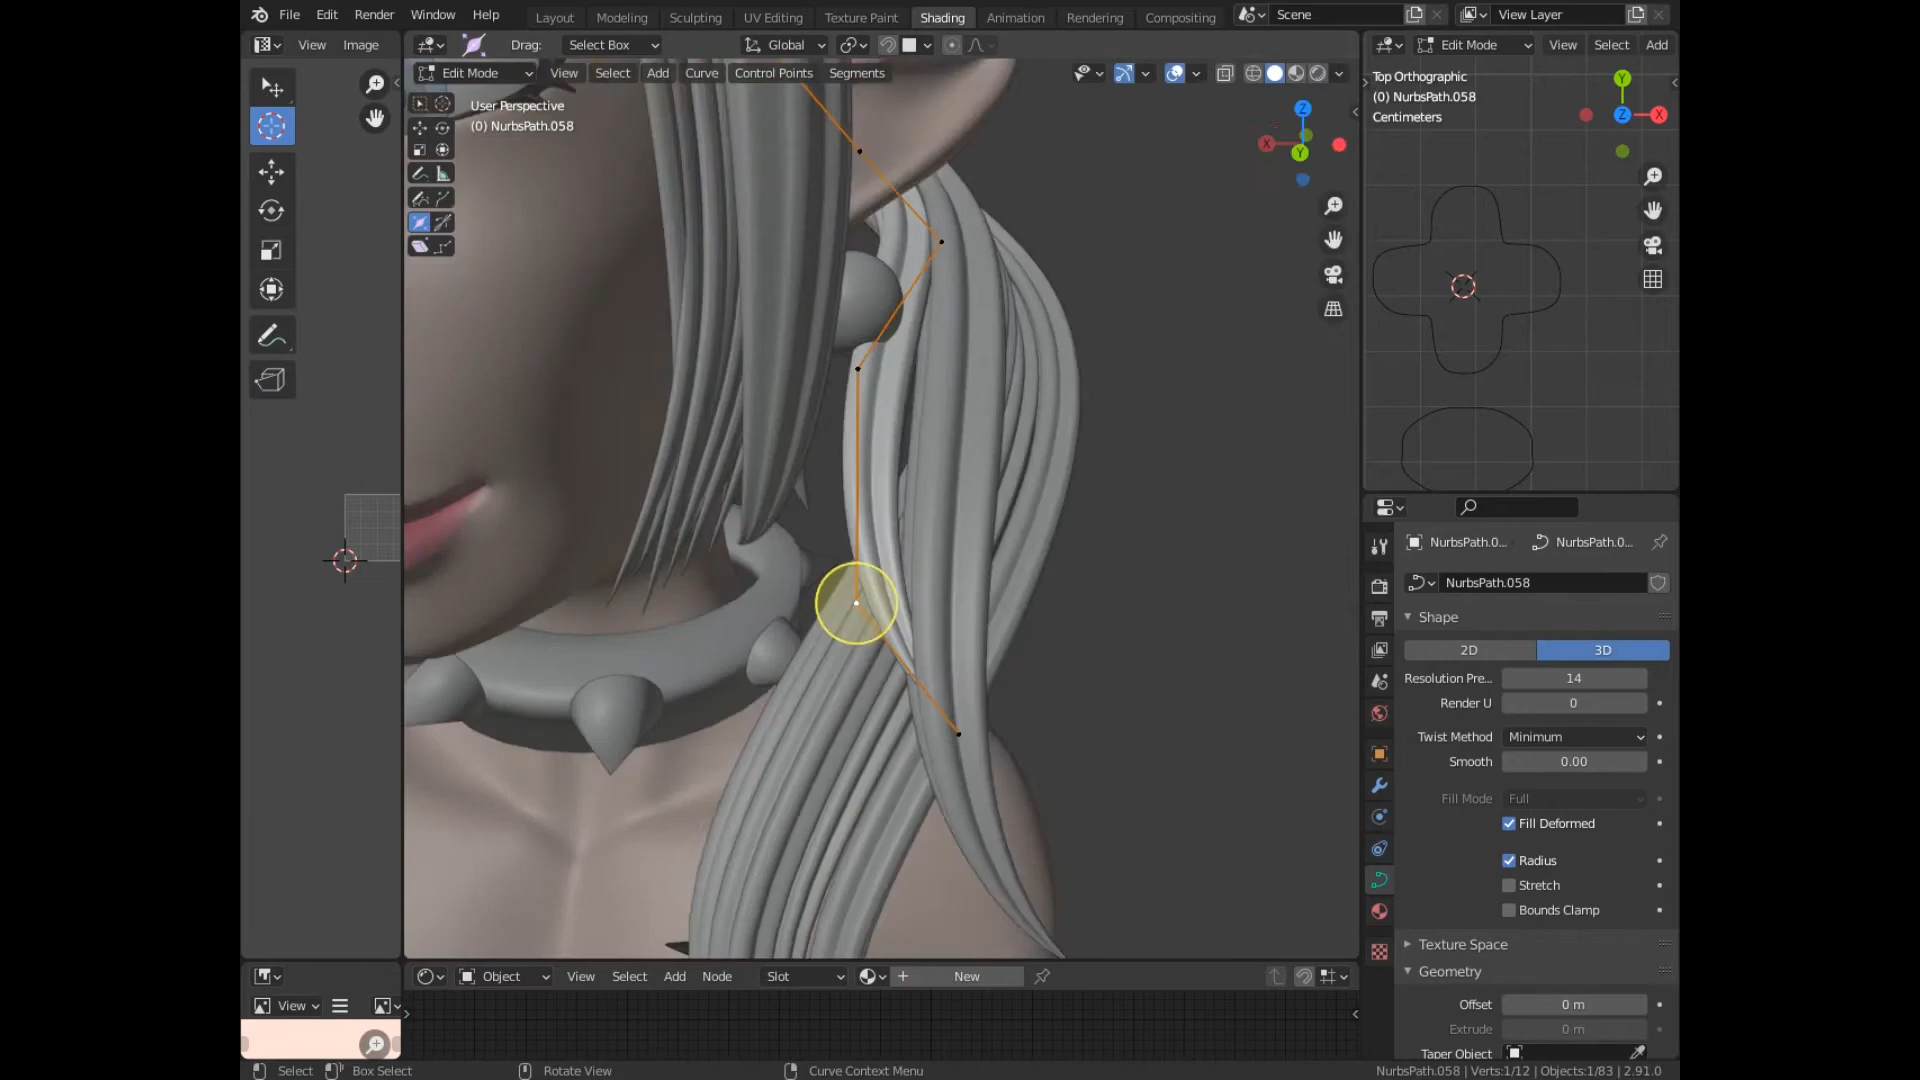 File Edit Render Window Help
Layout Modeling Sculpting UV Editing Texture Paint Shading Animation Rendering Compositing
Scene
View Layer
View Image
Drag: Select Box
Global
Edit Mode View Select Add
Edit Mode View Select Add Curve Control Points Segments
User Perspective
(0) NurbsPath.058
Z
X
Y
Top Orthographic
(0) NurbsPath.058
Centimeters
Y
Z
X
NurbsPath.0...
NurbsPath.0...
NurbsPath.058
Shape
2D 3D
Resolution Pre... 14
Render U 0
Twist Method Minimum
Smooth 0.00
Fill Mode Full
Fill Deformed
Radius
Stretch
Bounds Clamp
Texture Space
Geometry
Offset 0 m
Extrude 0 m
Taper Object
Object View Select Add Node Slot New
View
Select Box Select Rotate View Curve Context Menu
NurbsPath.058 | Verts:1/12 | Objects:1/83 | 2.91.0